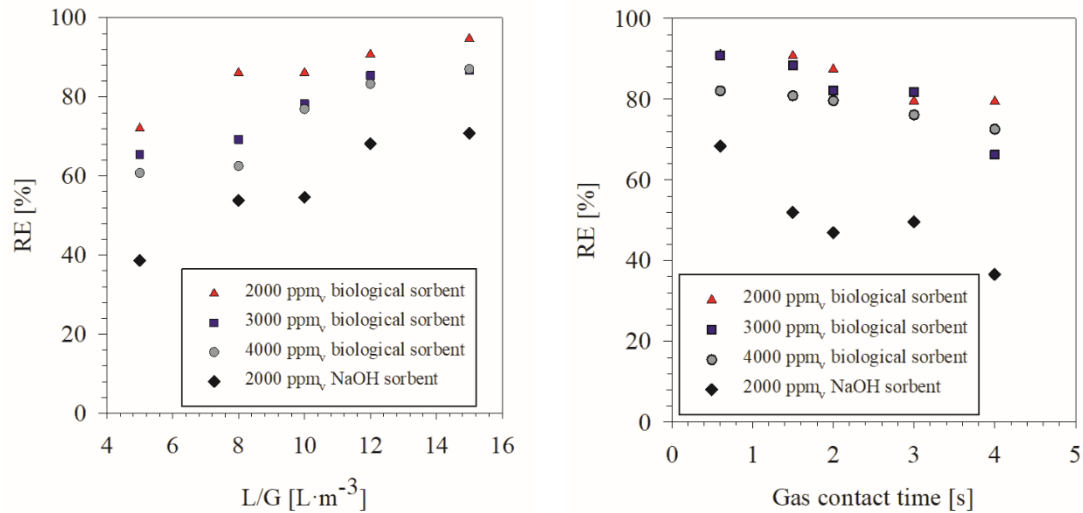 100
80
60
40
20
0
RE [%]
4
6
8
10
12
14
16
L/G [L·m⁻³]
2000 ppmᵥ biological sorbent
3000 ppmᵥ biological sorbent
4000 ppmᵥ biological sorbent
2000 ppmᵥ NaOH sorbent
100
80
60
40
20
0
RE [%]
0
1
2
3
4
5
Gas contact time [s]
2000 ppmᵥ biological sorbent
3000 ppmᵥ biological sorbent
4000 ppmᵥ biological sorbent
2000 ppmᵥ NaOH sorbent